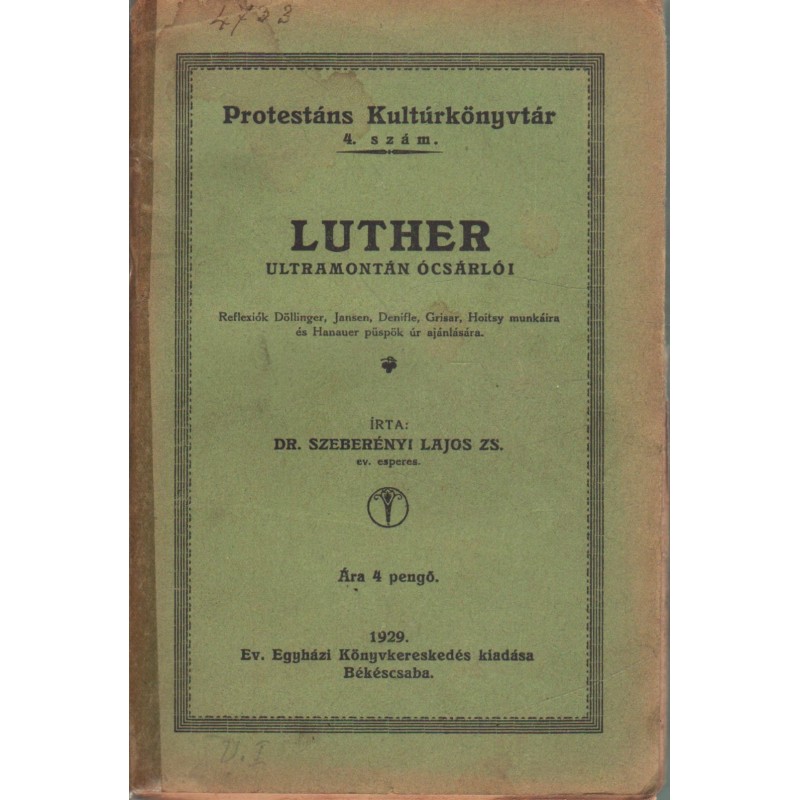 4733
Protestáns Kultúrkönyvtár
4. szám.
LUTHER
ULTRAMONTÁN ÓCSÁRLÓI
Reflexiók Döllinger, Jansen, Denifle, Grisar, Hoitsy munkáira
és Hanauer püspök úr ajánlására.
ÍRTA:
DR. SZEBERÉNYI LAJOS ZS.
ev. esperes.
Ára 4 pengő.
1929.
Ev. Egyházi Könyvkereskedés kiadása
Békéscsaba.
V. I